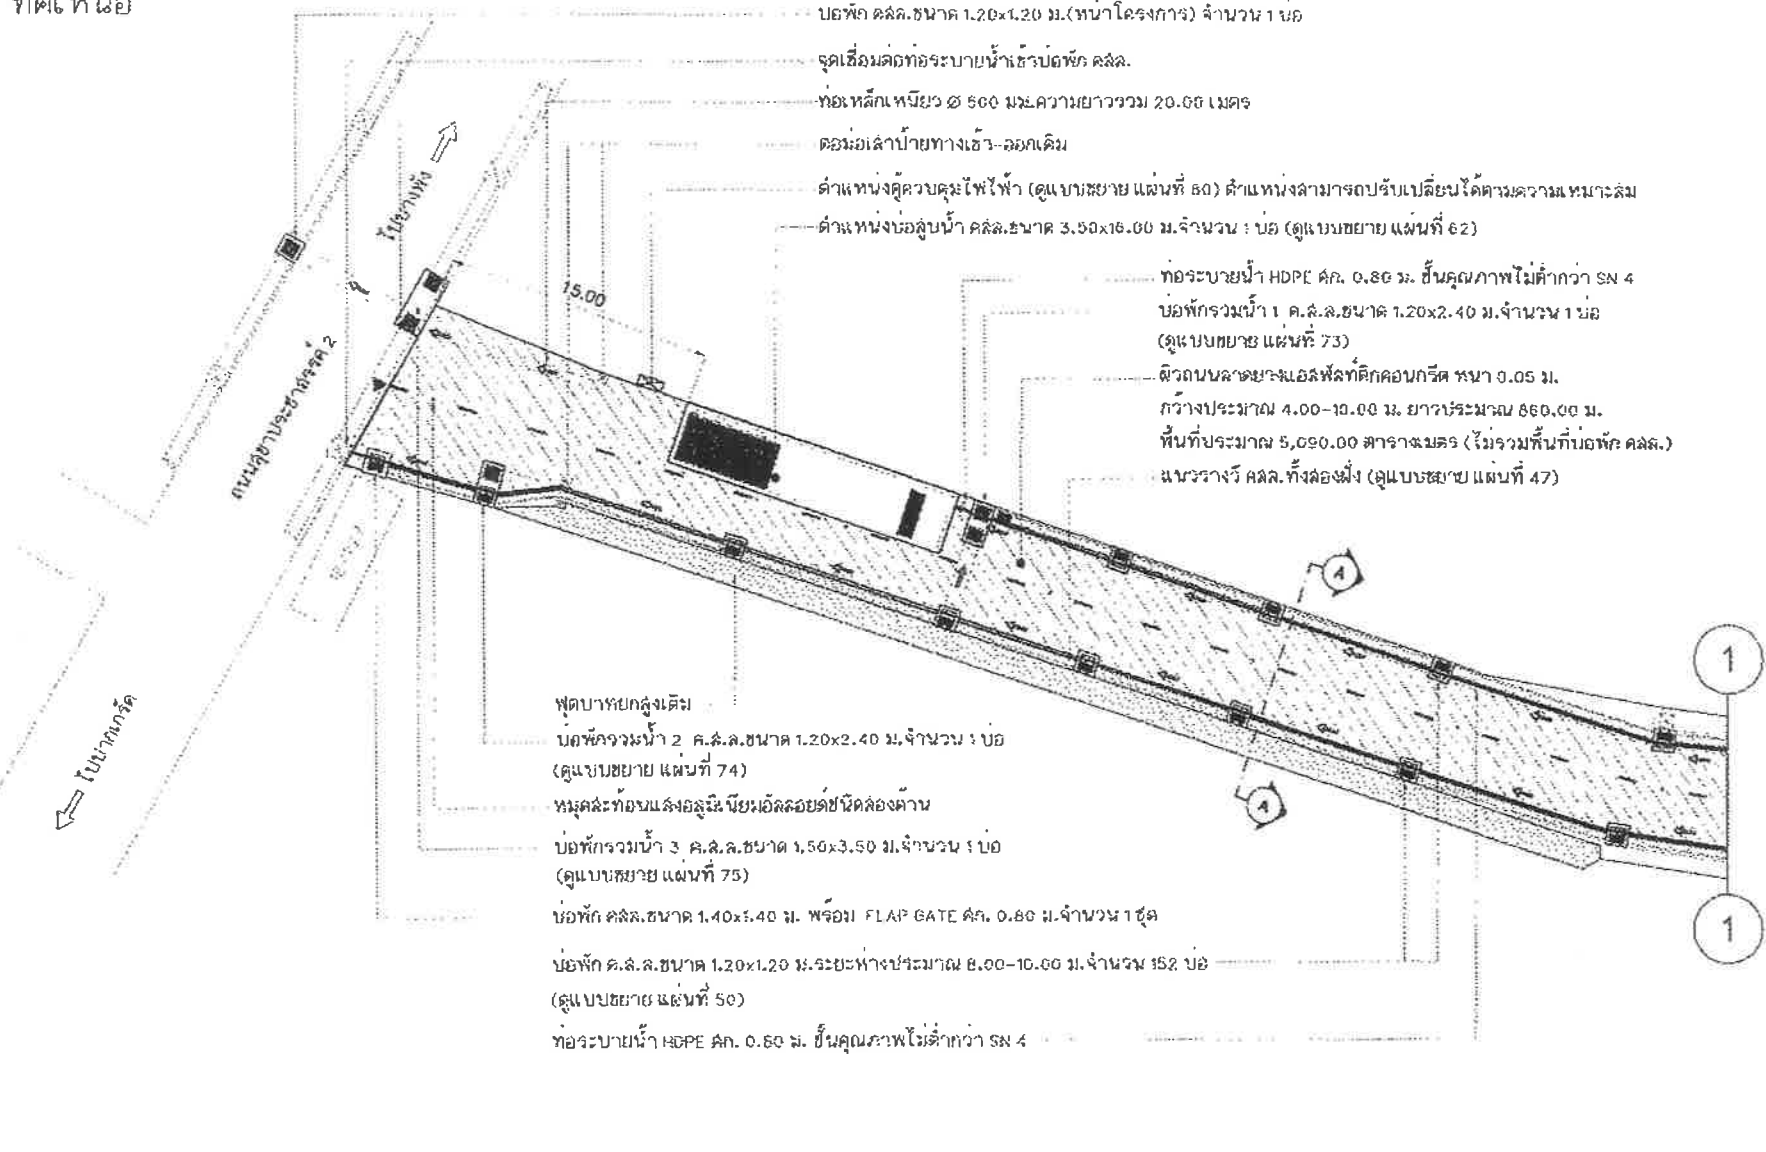 ทิศเหนือ
บ่อพัก คสล.ขนาด 1.20x1.20 ม.(หน้าโครงการ) จำนวน 1 บ่อ
จุดเชื่อมต่อท่อระบายน้ำเข้าบ่อพัก คสล.
ท่อเหล็กเหนียว Ø 500 มม.ความยาวรวม 20.00 เมตร
ตอม่อเสาป้ายทางเข้า-ออกเดิม
ตำแหน่งตู้ควบคุมไฟไฟ้า (ดูแบบขยาย แผ่นที่ 60) ตำแหน่งสามารถปรับเปลี่ยนได้ตามความเหมาะสม
ตำแหน่งบ่อสูบน้ำ คสล.ขนาด 3.50x16.00 ม.จำนวน 1 บ่อ (ดูแบบขยาย แผ่นที่ 62)
ท่อระบายน้ำ HDPE ศก. 0.80 ม. ชั้นคุณภาพไม่ต่ำกว่า SN 4
บ่อพักรวมน้ำ 1 ค.ส.ล.ขนาด 1.20x2.40 ม.จำนวน 1 บ่อ
(ดูแบบขยาย แผ่นที่ 73)
ผิวถนนลาดยางแอสฟัลท์ติกคอนกรีต หนา 0.05 ม.
กว้างประมาณ 4.00-10.00 ม. ยาวประมาณ 860.00 ม.
พื้นที่ประมาณ 5,090.00 ตารางเมตร (ไม่รวมพื้นที่บ่อพัก คสล.)
แนวรางวี คสล.ทั้งสองฝั่ง (ดูแบบขยาย แผ่นที่ 47)
ไปบางพัง
15.00
ถนนสุขาประชาสรรค์ 2
A
1
ไปปากเกร็ด
A
1
ฟุตบาทยกสูงเดิม
บ่อพักรวมน้ำ 2 ค.ส.ล.ขนาด 1.20x2.40 ม.จำนวน 1 บ่อ
(ดูแบบขยาย แผ่นที่ 74)
หมุดสะท้อนแสงอลูมิเนียมอัลลอยด์ชนิดสองด้าน
บ่อพักรวมน้ำ 3 ค.ส.ล.ขนาด 1.50x3.50 ม.จำนวน 1 บ่อ
(ดูแบบขยาย แผ่นที่ 75)
บ่อพัก คสล.ขนาด 1.40x1.40 ม. พร้อม FLAP GATE ศก. 0.80 ม.จำนวน 1 ชุด
บ่อพัก ค.ส.ล.ขนาด 1.20x1.20 ม.ระยะห่างประมาณ 8.00-10.00 ม.จำนวน 152 บ่อ
(ดูแบบขยาย แผ่นที่ 50)
ท่อระบายน้ำ HDPE ศก. 0.60 ม. ชั้นคุณภาพไม่ต่ำกว่า SN 4